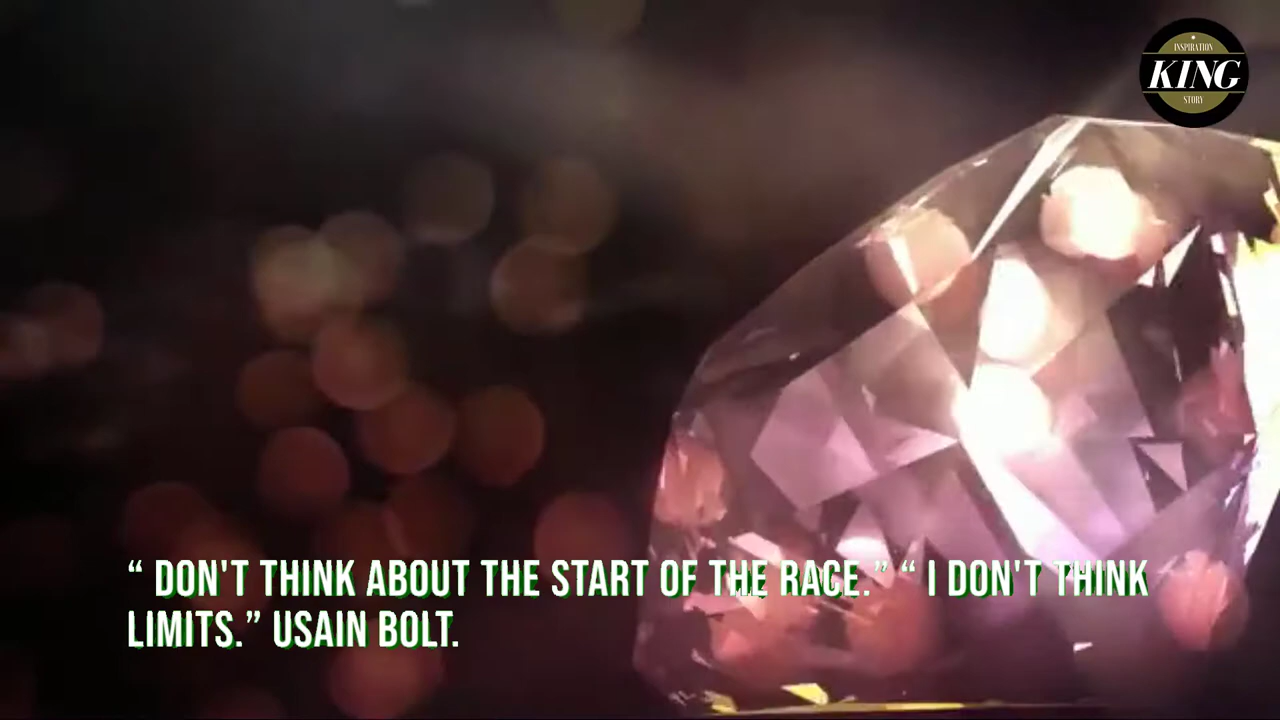 INSPIRATION
KING
STORY
“ DON'T THINK ABOUT THE START OF THE RACE.” “ I DON'T THINK
LIMITS.” USAIN BOLT.